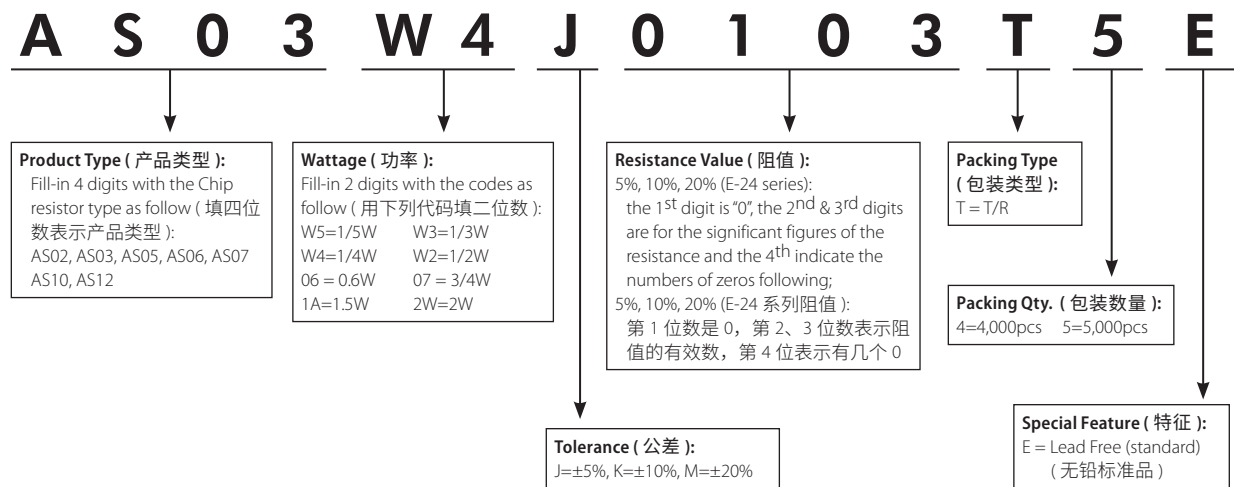 A S 0 3 W 4 J 0 1 0 3 T 5 E
Product Type ( 产品类型 ):
Fill-in 4 digits with the Chip
resistor type as follow ( 填四位
数表示产品类型 ):
AS02, AS03, AS05, AS06, AS07
AS10, AS12
Wattage ( 功率 ):
Fill-in 2 digits with the codes as
follow ( 用下列代码填二位数 ):
W5=1/5W W3=1/3W
W4=1/4W W2=1/2W
06 = 0.6W 07 = 3/4W
1A=1.5W 2W=2W
Resistance Value ( 阻值 ):
5%, 10%, 20% (E-24 series):
the 1st digit is “0”, the 2nd & 3rd digits
are for the significant figures of the
resistance and the 4th indicate the
numbers of zeros following;
5%, 10%, 20% (E-24 系列阻值 ):
第 1 位数是 0，第 2、3 位数表示阻
值的有效数，第 4 位表示有几个 0
Packing Type
( 包装类型 ):
T = T/R
Packing Qty. ( 包装数量 ):
4=4,000pcs 5=5,000pcs
Tolerance ( 公差 ):
J=±5%, K=±10%, M=±20%
Special Feature ( 特征 ):
E = Lead Free (standard)
( 无铅标准品 )